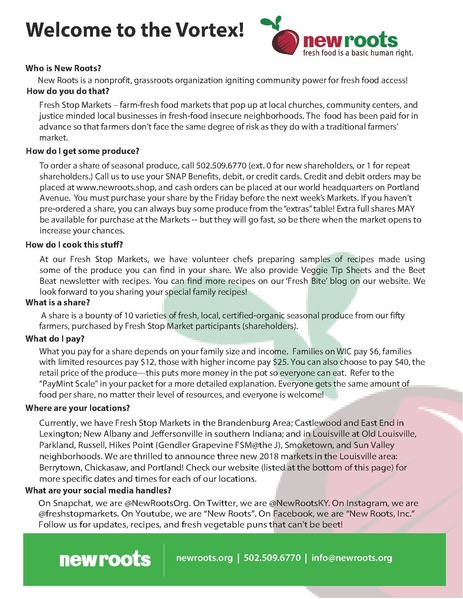 Welcome to the Vortex!
newroots
fresh food is a basic human right.
Who is New Roots?
New Roots is a nonprofit, grassroots organization igniting community power for fresh food access!
How do you do that?
Fresh Stop Markets – farm-fresh food markets that pop up at local churches, community centers, and
justice minded local businesses in fresh-food insecure neighborhoods. The food has been paid for in
advance so that farmers don't face the same degree of risk as they do with a traditional farmers'
market.
How do I get some produce?
To order a share of seasonal produce, call 502.509.6770 (ext. 0 for new shareholders, or 1 for repeat
shareholders.) Call us to use your SNAP Benefits, debit, or credit cards. Credit and debit orders may be
placed at www.newroots.shop, and cash orders can be placed at our world headquarters on Portland
Avenue. You must purchase your share by the Friday before the next week's Markets. If you haven't
pre-ordered a share, you can always buy some produce from the "extras" table! Extra full shares MAY
be available for purchase at the Markets -- but they will go fast, so be there when the market opens to
increase your chances.
How do I cook this stuff?
At our Fresh Stop Markets, we have volunteer chefs preparing samples of recipes made using
some of the produce you can find in your share. We also provide Veggie Tip Sheets and the Beet
Beat newsletter with recipes. You can find more recipes on our 'Fresh Bite' blog on our website. We
look forward to you sharing your special family recipes!
What is a share?
A share is a bounty of 10 varieties of fresh, local, certified-organic seasonal produce from our fifty
farmers, purchased by Fresh Stop Market participants (shareholders).
What do I pay?
What you pay for a share depends on your family size and income. Families on WIC pay $6, families
with limited resources pay $12, those with higher income pay $25. You can also choose to pay $40, the
retail price of the produce—this puts more money in the pot so everyone can eat. Refer to the
"PayMint Scale" in your packet for a more detailed explanation. Everyone gets the same amount of
food per share, no matter their level of resources, and everyone is welcome!
Where are your locations?
Currently, we have Fresh Stop Markets in the Brandenburg Area; Castlewood and East End in
Lexington; New Albany and Jeffersonville in southern Indiana; and in Louisville at Old Louisville,
Parkland, Russell, Hikes Point (Gendler Grapevine FSM@the J), Smoketown, and Sun Valley
neighborhoods. We are thrilled to announce three new 2018 markets in the Louisville area:
Berrytown, Chickasaw, and Portland! Check our website (listed at the bottom of this page) for
more specific dates and times for each of our locations.
What are your social media handles?
On Snapchat, we are @NewRootsOrg. On Twitter, we are @NewRootsKY. On Instagram, we are
@freshstopmarkets. On Youtube, we are "New Roots". On Facebook, we are "New Roots, Inc."
Follow us for updates, recipes, and fresh vegetable puns that can't be beet!
newroots
newroots.org | 502.509.6770 | info@newroots.org